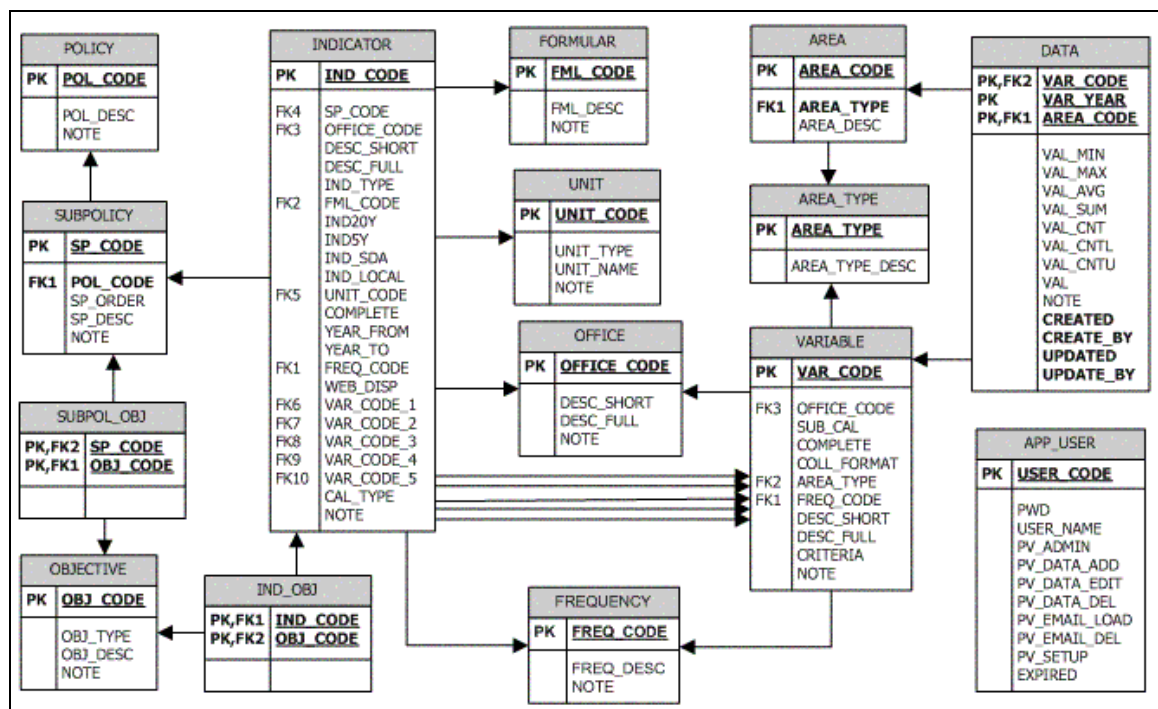 POLICY
PK POL_CODE
POL_DESC
NOTE
SUBPOLICY
PK SP_CODE
FK1 POL_CODE
SP_ORDER
SP_DESC
NOTE
SUBPOL_OBJ
PK,FK2 SP_CODE
PK,FK1 OBJ_CODE
OBJECTIVE
PK OBJ_CODE
OBJ_TYPE
OBJ_DESC
NOTE
INDICATOR
PK IND_CODE
FK4 SP_CODE
FK3 OFFICE_CODE
DESC_SHORT
DESC_FULL
IND_TYPE
FK2 FML_CODE
IND20Y
IND5Y
IND_SDA
IND_LOCAL
FK5 UNIT_CODE
COMPLETE
YEAR_FROM
YEAR_TO
FK1 FREQ_CODE
WEB_DISP
FK6 VAR_CODE_1
FK7 VAR_CODE_2
FK8 VAR_CODE_3
FK9 VAR_CODE_4
FK10 VAR_CODE_5
CAL_TYPE
NOTE
IND_OBJ
PK,FK1 IND_CODE
PK,FK2 OBJ_CODE
FORMULAR
PK FML_CODE
FML_DESC
NOTE
UNIT
PK UNIT_CODE
UNIT_TYPE
UNIT_NAME
NOTE
OFFICE
PK OFFICE_CODE
DESC_SHORT
DESC_FULL
NOTE
FREQUENCY
PK FREQ_CODE
FREQ_DESC
NOTE
AREA
PK AREA_CODE
FK1 AREA_TYPE
AREA_DESC
AREA_TYPE
PK AREA_TYPE
AREA_TYPE_DESC
VARIABLE
PK VAR_CODE
FK3 OFFICE_CODE
SUB_CAL
COMPLETE
COLL_FORMAT
FK2 AREA_TYPE
FK1 FREQ_CODE
DESC_SHORT
DESC_FULL
CRITERIA
NOTE
DATA
PK,FK2 VAR_CODE
PK VAR_YEAR
PK,FK1 AREA_CODE
VAL_MIN
VAL_MAX
VAL_AVG
VAL_SUM
VAL_CNT
VAL_CNTL
VAL_CNTU
VAL
NOTE
CREATED
CREATE_BY
UPDATED
UPDATE_BY
APP_USER
PK USER_CODE
PWD
USER_NAME
PV_ADMIN
PV_DATA_ADD
PV_DATA_EDIT
PV_DATA_DEL
PV_EMAIL_LOAD
PV_EMAIL_DEL
PV_SETUP
EXPIRED